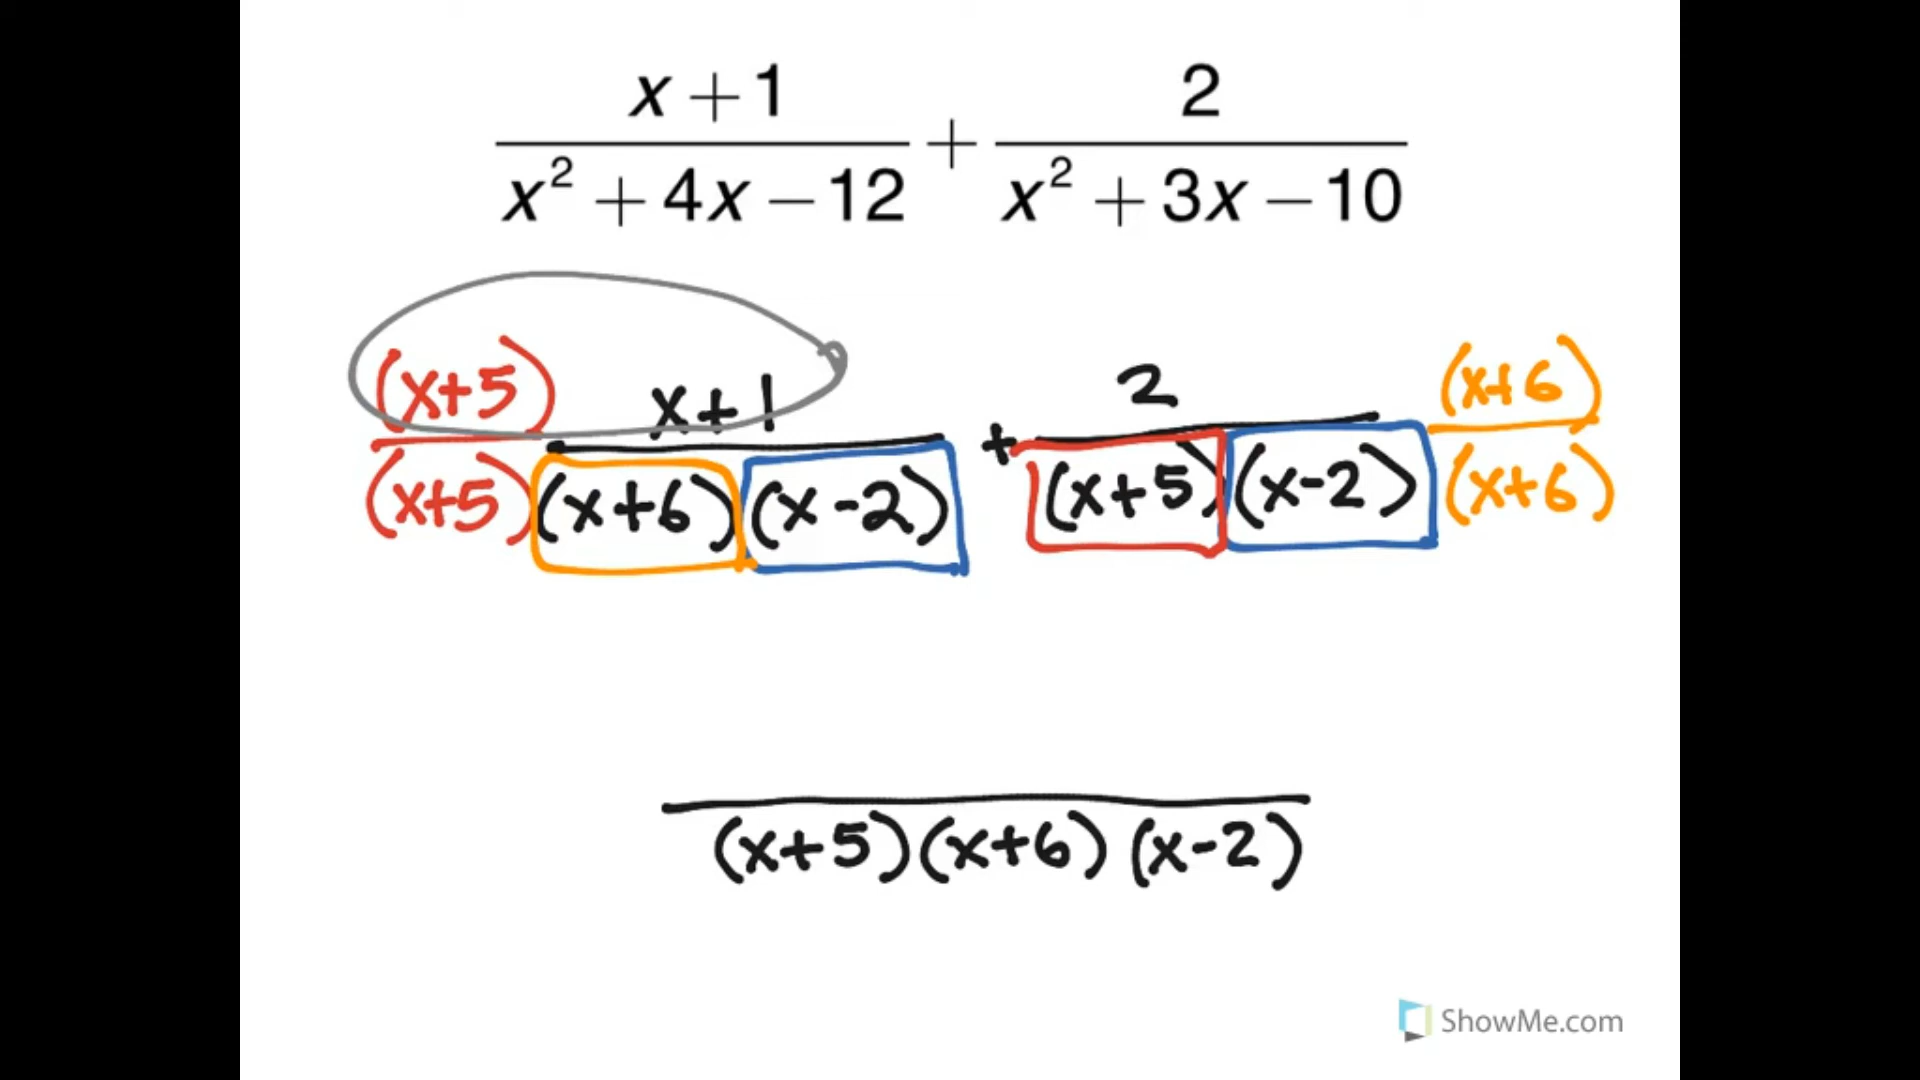 x + 1 2
x² + 4x − 12 + x² + 3x − 10
(x+5) x+1 2 (x+6)
(x+5) (x+6) (x-2) + (x+5) (x-2) (x+6)
(x+5) (x+6) (x-2)
ShowMe.com